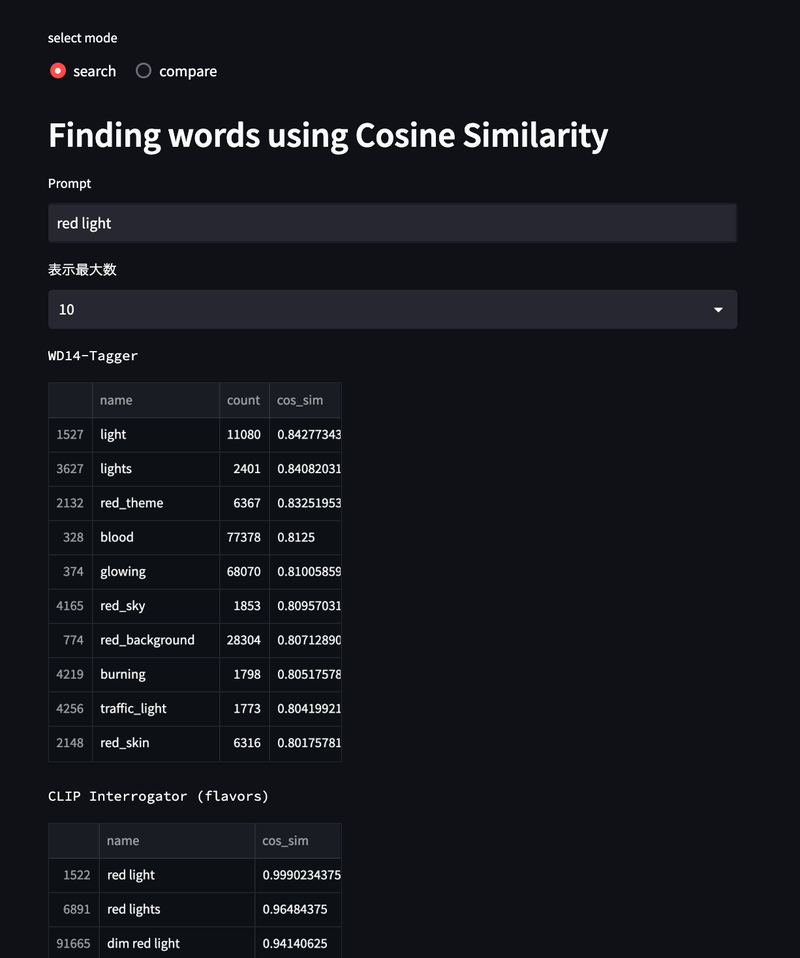 select mode
search compare
Finding words using Cosine Similarity
Prompt
red light
表示最大数
10
WD14-Tagger
name count cos_sim
1527 light 11080 0.84277343
3627 lights 2401 0.84082031
2132 red_theme 6367 0.83251953
328 blood 77378 0.8125
374 glowing 68070 0.81005859
4165 red_sky 1853 0.80957031
774 red_background 28304 0.80712890
4219 burning 1798 0.80517578
4256 traffic_light 1773 0.80419921
2148 red_skin 6316 0.80175781
CLIP Interrogator (flavors)
name cos_sim
1522 red light 0.9990234375
6891 red lights 0.96484375
91665 dim red light 0.94140625